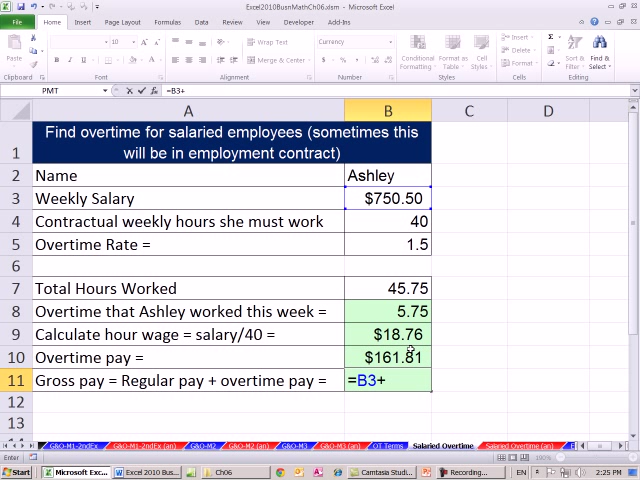 Excel2010BusnMathCh06.xlsm - Microsoft Excel
File Home Insert Page Layout Formulas Data Review View Developer Add-Ins
Paste
10
Wrap Text
Currency
Conditional Formatting
Format as Table
Cell Styles
Insert
Delete
Format
Sort & Filter
Find & Select
Merge & Center
Clipboard Font Alignment Number Styles Cells Editing
PMT fx =B3+
A B C D
1 Find overtime for salaried employees (sometimes this
will be in employment contract)
2 Name Ashley
3 Weekly Salary $750.50
4 Contractual weekly hours she must work 40
5 Overtime Rate = 1.5
6
7 Total Hours Worked 45.75
8 Overtime that Ashley worked this week = 5.75
9 Calculate hour wage = salary/40 = $18.76
10 Overtime pay = $161.81
11 Gross pay = Regular pay + overtime pay = =B3+
12
13
G&O-M1-2ndEx G&O-M1-2ndEx (an) G&O-M2 G&O-M2 (an) G&O-M3 G&O-M3 (an) OT Terms Salaried Overtime Salaried Overtime (an)
Enter 100%
Start Microsoft Exc... Excel 2010 Bus... Ch06 Camtasia Studi... Recording... EN 2:25 PM